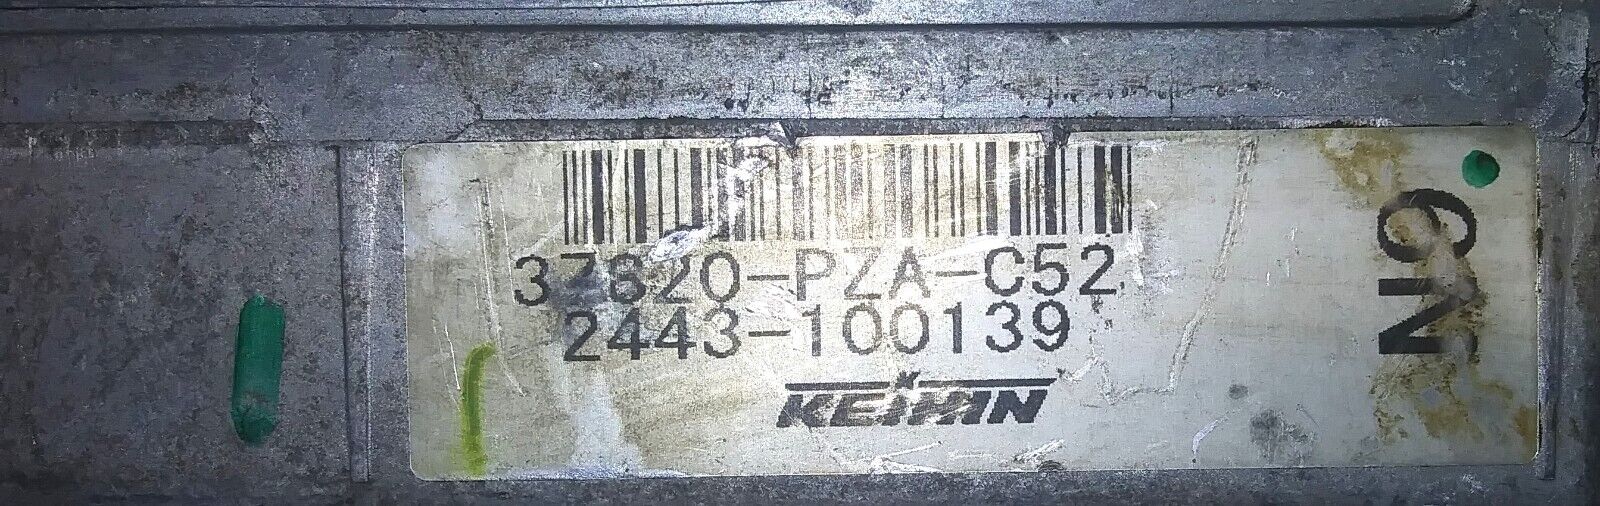 37820-PZA-C52
2443-100139
KEIHIN
N9